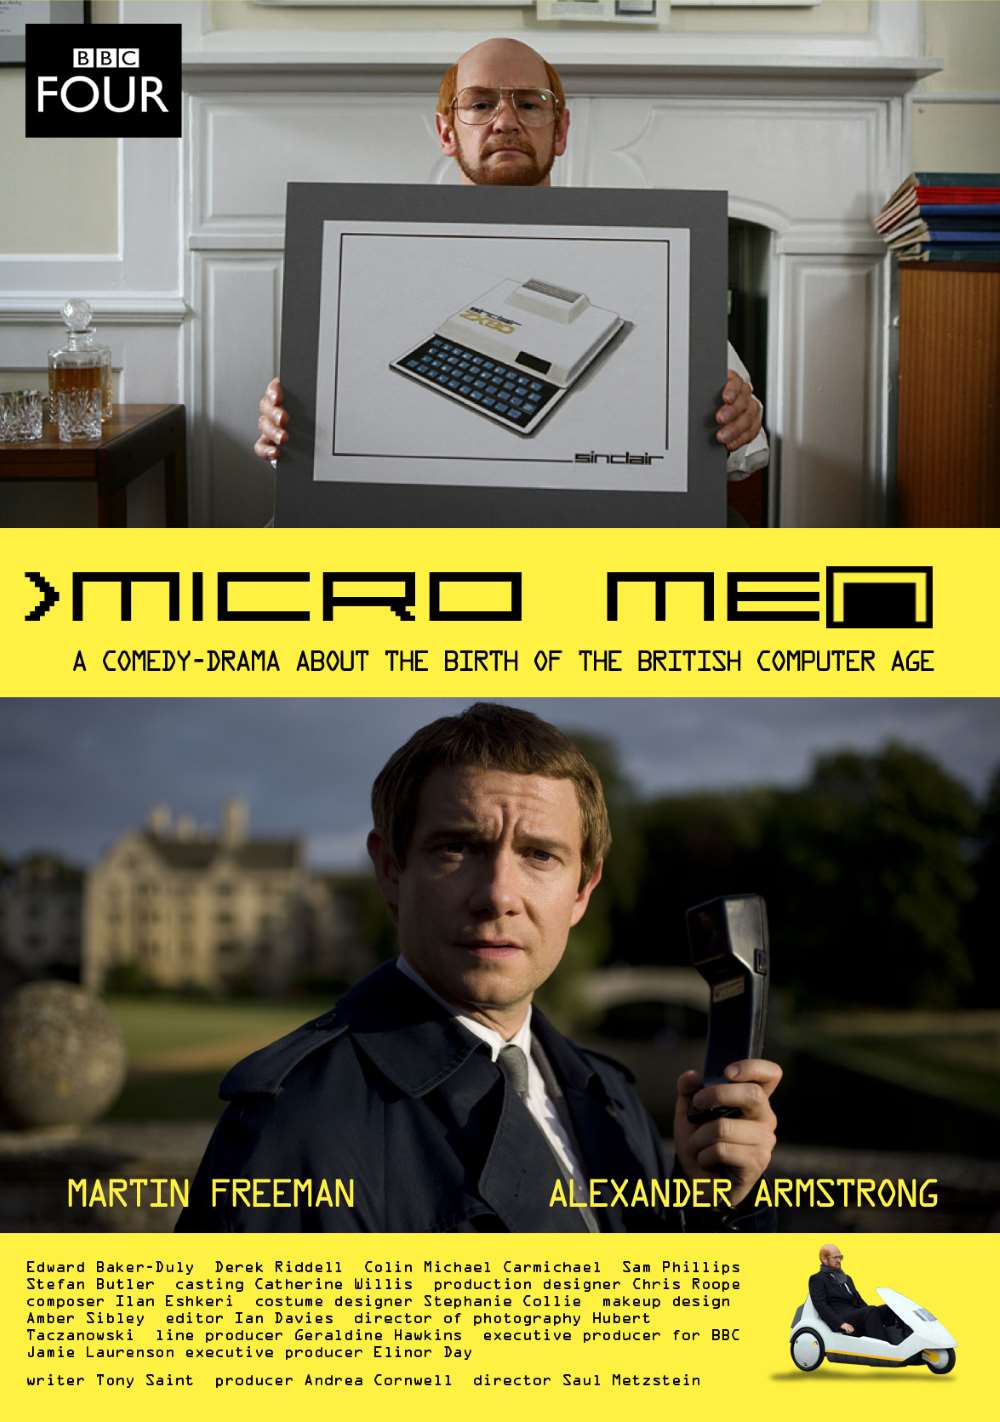 BBC
FOUR
sinclair
ZX80
sinclair
>MICRO MEN
A COMEDY-DRAMA ABOUT THE BIRTH OF THE BRITISH COMPUTER AGE
MARTIN FREEMAN ALEXANDER ARMSTRONG
Edward Baker-Duly Derek Riddell Colin Michael Carmichael Sam Phillips
Stefan Butler casting Catherine Willis production designer Chris Roope
composer Ilan Eshkeri costume designer Stephanie Collie makeup design
Amber Sibley editor Ian Davies director of photography Hubert
Taczanowski line producer Geraldine Hawkins executive producer for BBC
Jamie Laurenson executive producer Elinor Day
writer Tony Saint producer Andrea Cornwell director Saul Metzstein